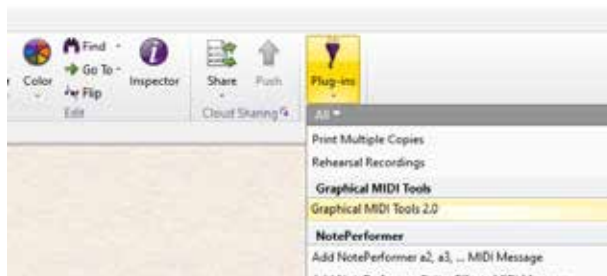 Find
Color
Go To
Inspector
Share
Push
Plug-ins
Flip
Edit
Cloud Sharing
All
Print Multiple Copies
Rehearsal Recordings
Graphical MIDI Tools
Graphical MIDI Tools 2.0
NotePerformer
Add NotePerformer a2, a3, ... MIDI Message